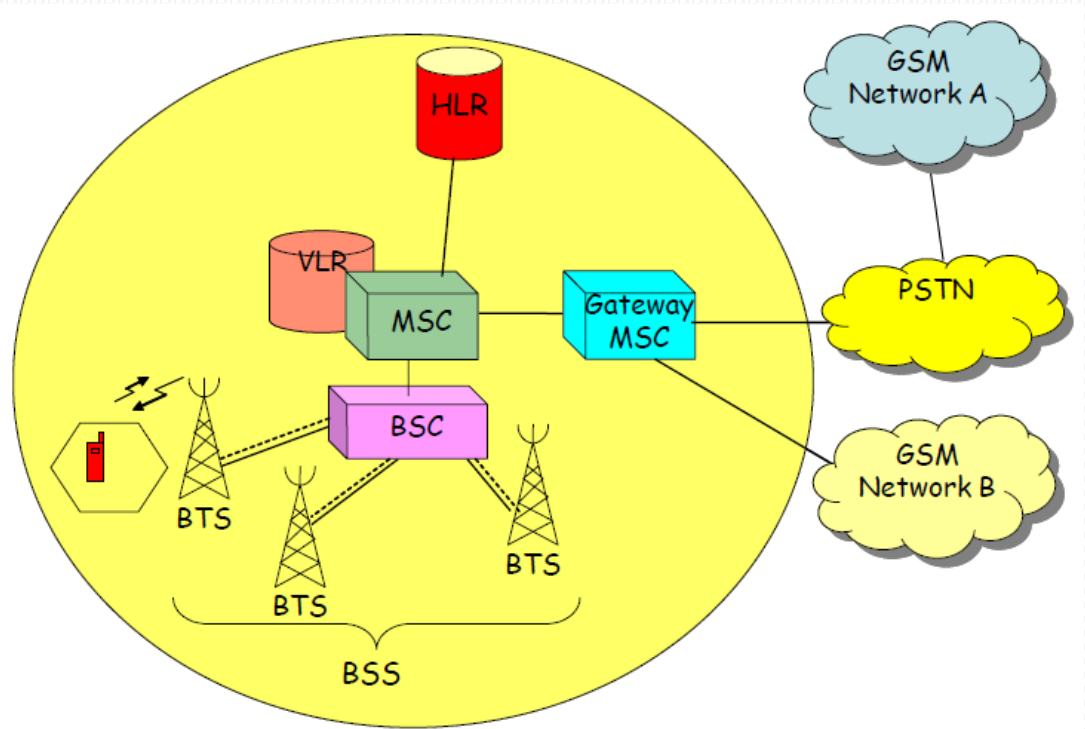 HLR
GSM
Network A
VLR
MSC
Gateway
MSC
PSTN
BSC
GSM
Network B
BTS
BTS
BTS
BSS